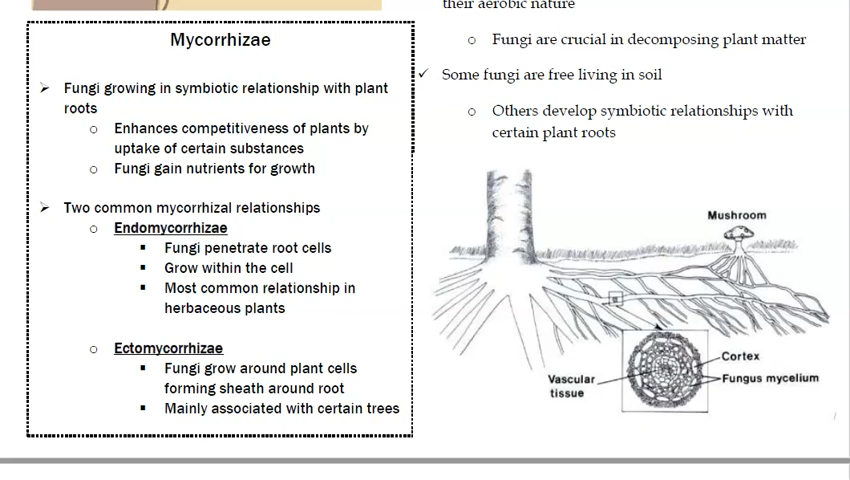 Mycorrhizae
➢ Fungi growing in symbiotic relationship with plant
roots
o Enhances competitiveness of plants by
uptake of certain substances
o Fungi gain nutrients for growth
➢ Two common mycorrhizal relationships
o Endomycorrhizae
▪ Fungi penetrate root cells
▪ Grow within the cell
▪ Most common relationship in
herbaceous plants
o Ectomycorrhizae
▪ Fungi grow around plant cells
forming sheath around root
▪ Mainly associated with certain trees
their aerobic nature
o Fungi are crucial in decomposing plant matter
✓ Some fungi are free living in soil
o Others develop symbiotic relationships with
certain plant roots
Mushroom
Cortex
Fungus mycelium
Vascular
tissue